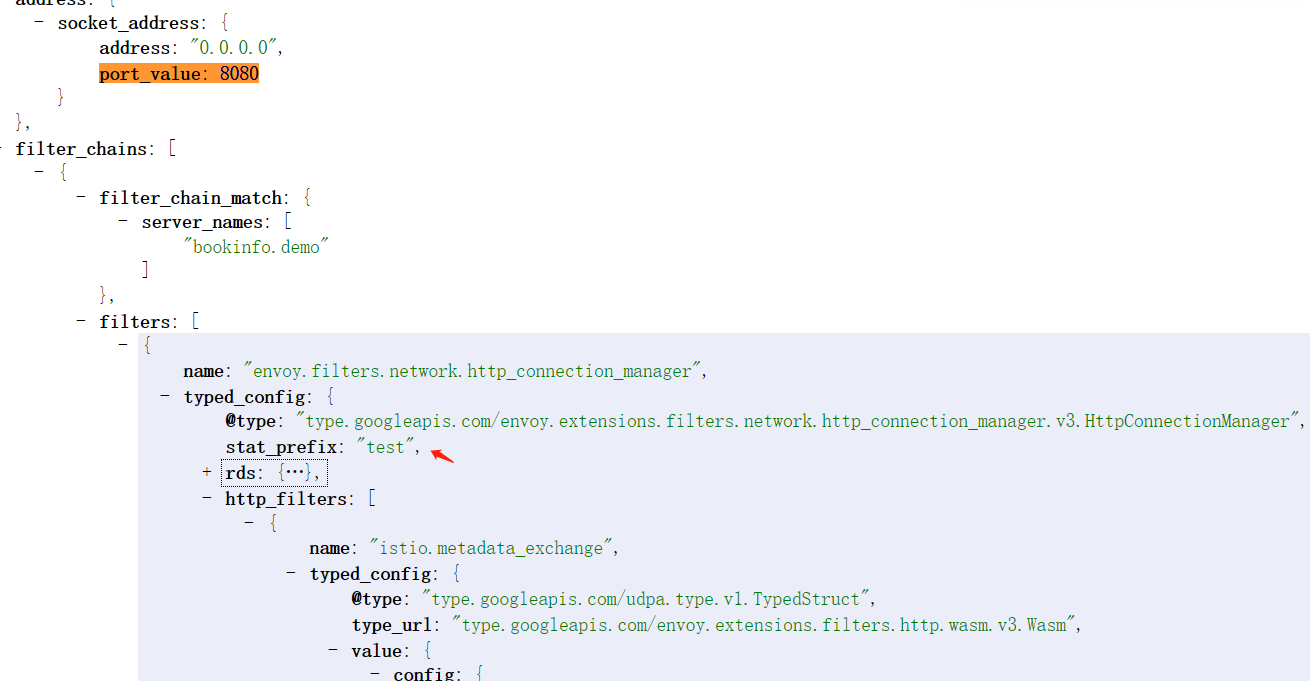 address: {
- socket_address: {
address: "0.0.0.0",
port_value: 8080
}
},
- filter_chains: [
- {
- filter_chain_match: {
- server_names: [
"bookinfo.demo"
]
},
- filters: [
- {
name: "envoy.filters.network.http_connection_manager",
- typed_config: {
@type: "type.googleapis.com/envoy.extensions.filters.network.http_connection_manager.v3.HttpConnectionManager",
stat_prefix: "test",
+ rds: {…},
- http_filters: [
- {
name: "istio.metadata_exchange",
- typed_config: {
@type: "type.googleapis.com/udpa.type.v1.TypedStruct",
type_url: "type.googleapis.com/envoy.extensions.filters.http.wasm.v3.Wasm",
- value: {
- config: {